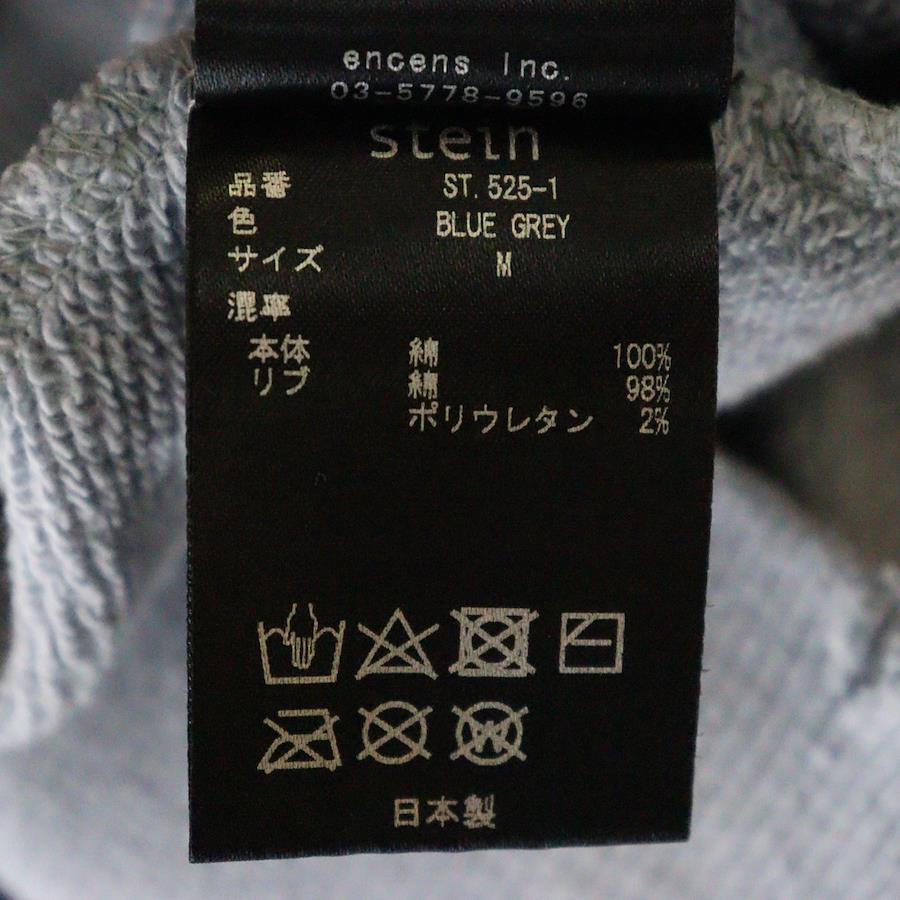 encens Inc.
03-5778-9596
stein
品番 ST.525-1
色 BLUE GREY
サイズ M
混率
本体 綿 100%
リブ 綿 98%
ポリウレタン 2%
日本製